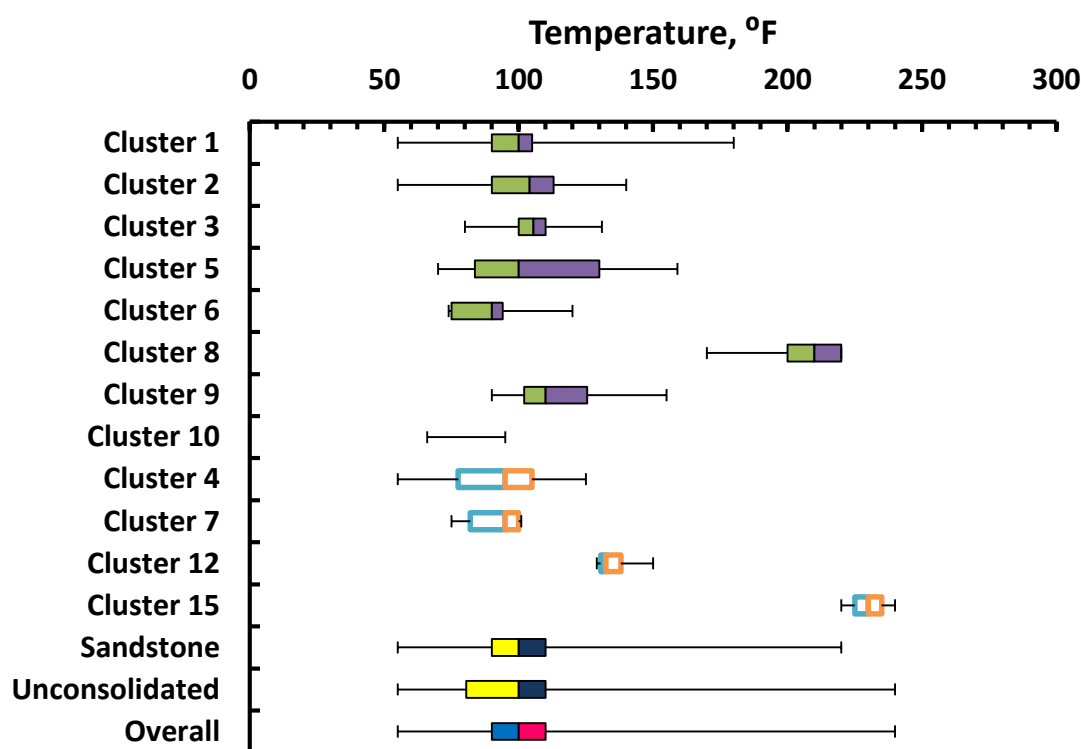 Temperature, ⁰F
0 50 100 150 200 250 300
Cluster 1
Cluster 2
Cluster 3
Cluster 5
Cluster 6
Cluster 8
Cluster 9
Cluster 10
Cluster 4
Cluster 7
Cluster 12
Cluster 15
Sandstone
Unconsolidated
Overall